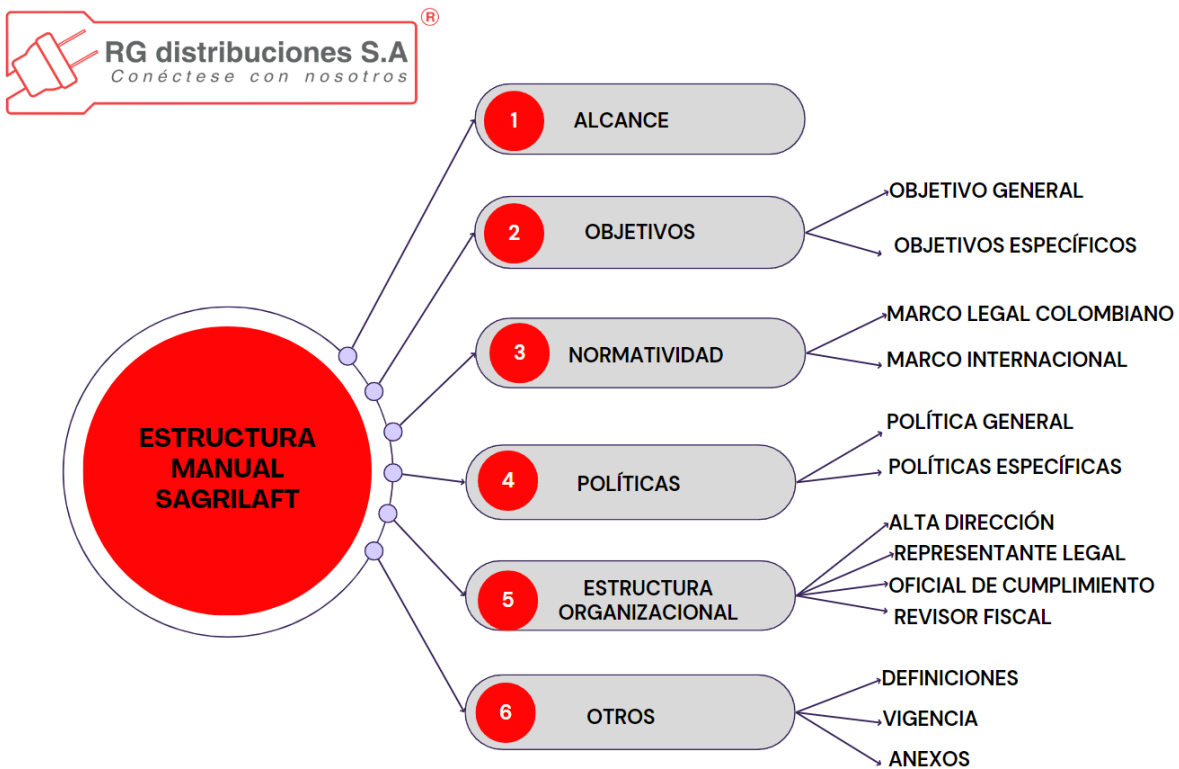 ®
RG distribuciones S.A
Conéctese con nosotros
ESTRUCTURA
MANUAL
SAGRILAFT
1
ALCANCE
2
OBJETIVOS
OBJETIVO GENERAL
OBJETIVOS ESPECÍFICOS
3
NORMATIVIDAD
MARCO LEGAL COLOMBIANO
MARCO INTERNACIONAL
4
POLÍTICAS
POLÍTICA GENERAL
POLÍTICAS ESPECÍFICAS
5
ESTRUCTURA
ORGANIZACIONAL
ALTA DIRECCIÓN
REPRESENTANTE LEGAL
OFICIAL DE CUMPLIMIENTO
REVISOR FISCAL
6
OTROS
DEFINICIONES
VIGENCIA
ANEXOS